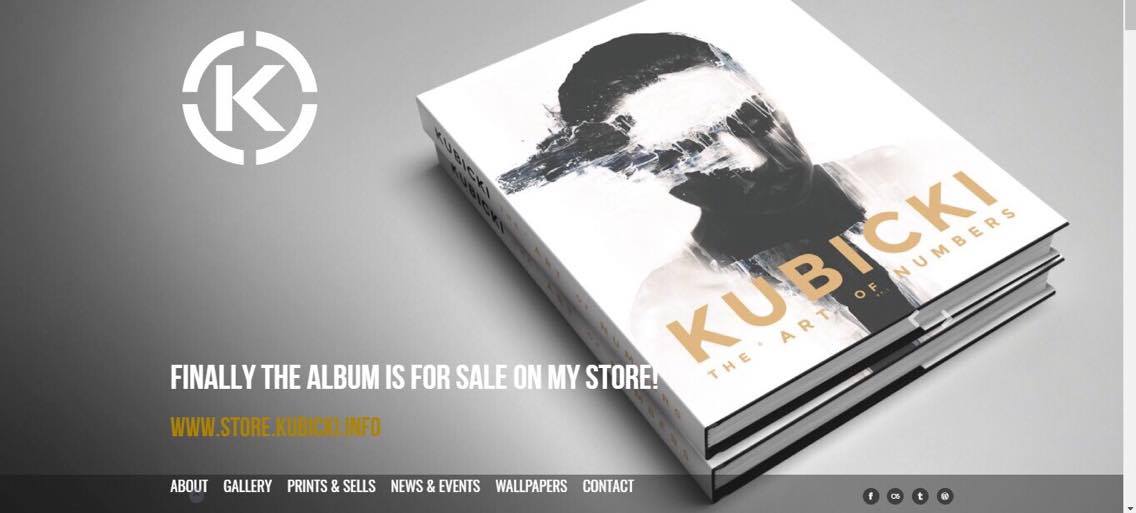 K
KUBICKI
KUBICKI
KUBICKI
THE ART OF NUMBERS
FINALLY THE ALBUM IS FOR SALE ON MY STORE!
WWW.STORE.KUBICKI.INFO
ABOUT GALLERY PRINTS & SELLS NEWS & EVENTS WALLPAPERS CONTACT